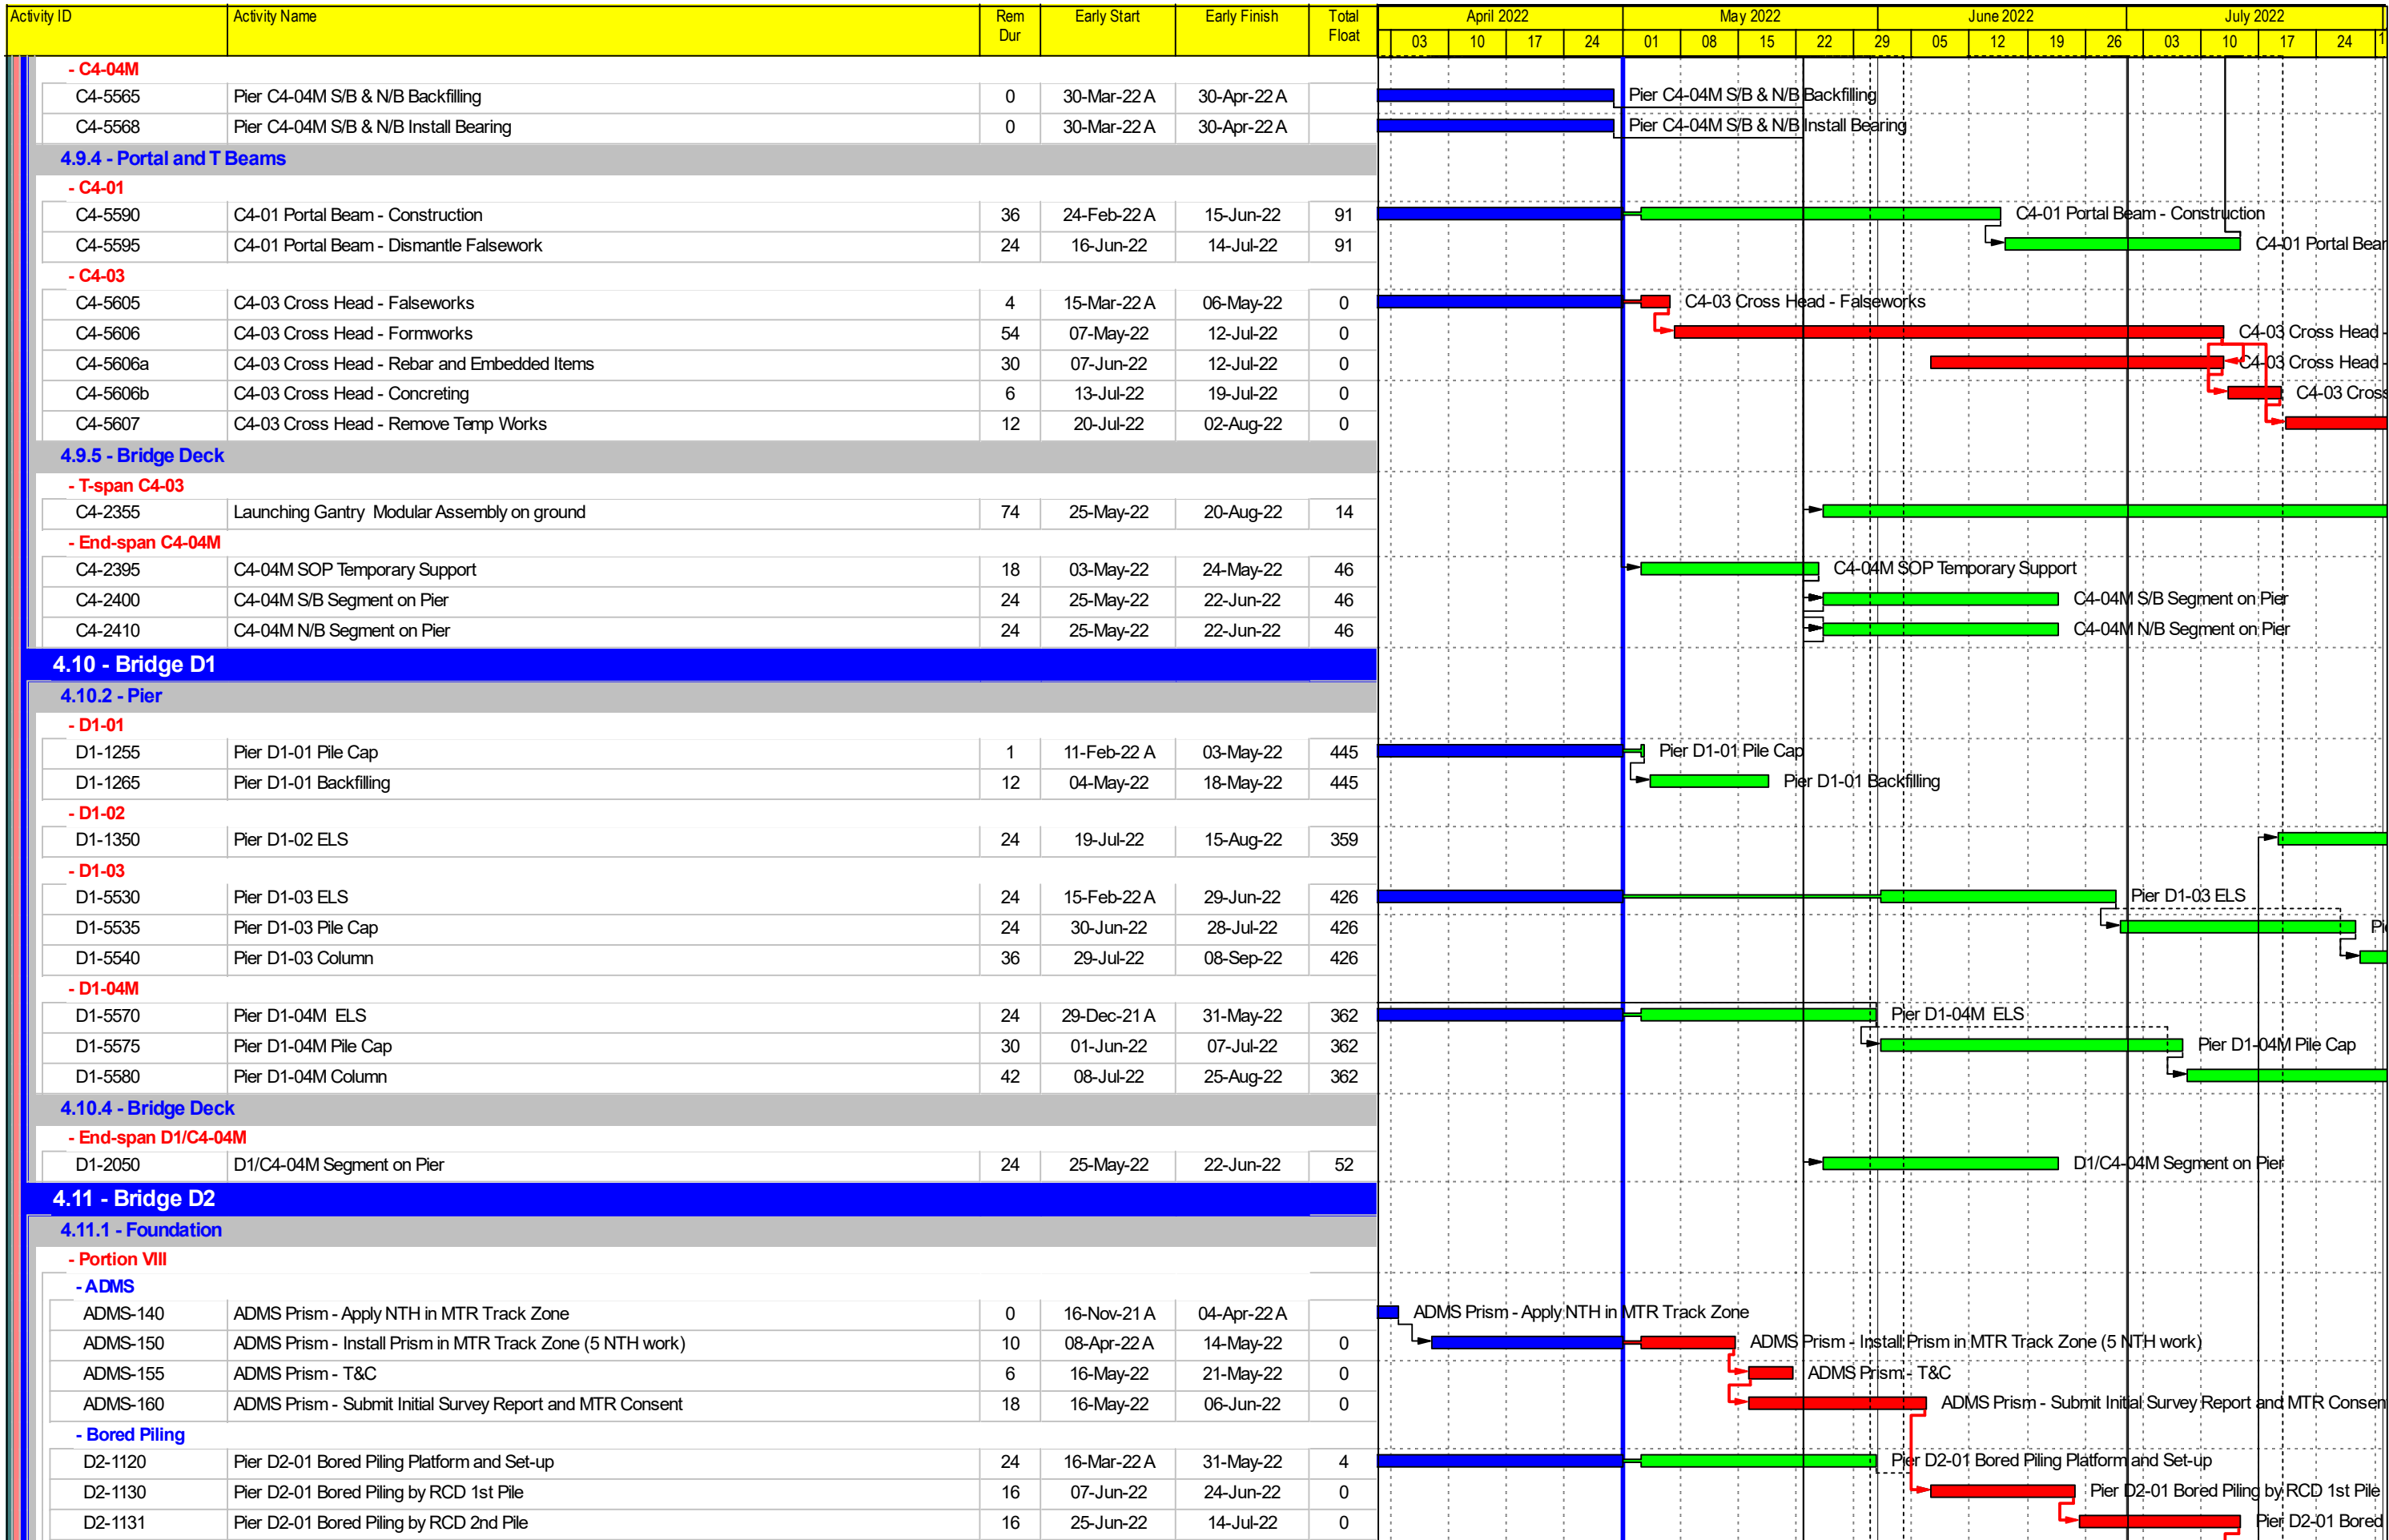 Activity ID Activity Name Rem Dur Early Start Early Finish Total Float April 2022 May 2022 June 2022 July 2022
03 10 17 24 01 08 15 22 29 05 12 19 26 03 10 17 24 1
- C4-04M
C4-5565 Pier C4-04M S/B & N/B Backfilling 0 30-Mar-22 A 30-Apr-22 A Pier C4-04M S/B & N/B Backfilling
C4-5568 Pier C4-04M S/B & N/B Install Bearing 0 30-Mar-22 A 30-Apr-22 A Pier C4-04M S/B & N/B Install Bearing
4.9.4 - Portal and T Beams
- C4-01
C4-5590 C4-01 Portal Beam - Construction 36 24-Feb-22 A 15-Jun-22 91 C4-01 Portal Beam - Construction
C4-5595 C4-01 Portal Beam - Dismantle Falsework 24 16-Jun-22 14-Jul-22 91 C4-01 Portal Bear
- C4-03
C4-5605 C4-03 Cross Head - Falseworks 4 15-Mar-22 A 06-May-22 0 C4-03 Cross Head - Falseworks
C4-5606 C4-03 Cross Head - Formworks 54 07-May-22 12-Jul-22 0 C4-03 Cross Head -
C4-5606a C4-03 Cross Head - Rebar and Embedded Items 30 07-Jun-22 12-Jul-22 0 C4-03 Cross Head -
C4-5606b C4-03 Cross Head - Concreting 6 13-Jul-22 19-Jul-22 0 C4-03 Cross
C4-5607 C4-03 Cross Head - Remove Temp Works 12 20-Jul-22 02-Aug-22 0
4.9.5 - Bridge Deck
- T-span C4-03
C4-2355 Launching Gantry Modular Assembly on ground 74 25-May-22 20-Aug-22 14
- End-span C4-04M
C4-2395 C4-04M SOP Temporary Support 18 03-May-22 24-May-22 46 C4-04M SOP Temporary Support
C4-2400 C4-04M S/B Segment on Pier 24 25-May-22 22-Jun-22 46 C4-04M S/B Segment on Pier
C4-2410 C4-04M N/B Segment on Pier 24 25-May-22 22-Jun-22 46 C4-04M N/B Segment on Pier
4.10 - Bridge D1
4.10.2 - Pier
- D1-01
D1-1255 Pier D1-01 Pile Cap 1 11-Feb-22 A 03-May-22 445 Pier D1-01 Pile Cap
D1-1265 Pier D1-01 Backfilling 12 04-May-22 18-May-22 445 Pier D1-01 Backfilling
- D1-02
D1-1350 Pier D1-02 ELS 24 19-Jul-22 15-Aug-22 359
- D1-03
D1-5530 Pier D1-03 ELS 24 15-Feb-22 A 29-Jun-22 426 Pier D1-03 ELS
D1-5535 Pier D1-03 Pile Cap 24 30-Jun-22 28-Jul-22 426 Pi
D1-5540 Pier D1-03 Column 36 29-Jul-22 08-Sep-22 426
- D1-04M
D1-5570 Pier D1-04M ELS 24 29-Dec-21 A 31-May-22 362 Pier D1-04M ELS
D1-5575 Pier D1-04M Pile Cap 30 01-Jun-22 07-Jul-22 362 Pier D1-04M Pile Cap
D1-5580 Pier D1-04M Column 42 08-Jul-22 25-Aug-22 362
4.10.4 - Bridge Deck
- End-span D1/C4-04M
D1-2050 D1/C4-04M Segment on Pier 24 25-May-22 22-Jun-22 52 D1/C4-04M Segment on Pier
4.11 - Bridge D2
4.11.1 - Foundation
- Portion VIII
- ADMS
ADMS-140 ADMS Prism - Apply NTH in MTR Track Zone 0 16-Nov-21 A 04-Apr-22 A ADMS Prism - Apply NTH in MTR Track Zone
ADMS-150 ADMS Prism - Install Prism in MTR Track Zone (5 NTH work) 10 08-Apr-22 A 14-May-22 0 ADMS Prism - Install Prism in MTR Track Zone (5 NTH work)
ADMS-155 ADMS Prism - T&C 6 16-May-22 21-May-22 0 ADMS Prism - T&C
ADMS-160 ADMS Prism - Submit Initial Survey Report and MTR Consent 18 16-May-22 06-Jun-22 0 ADMS Prism - Submit Initial Survey Report and MTR Consen
- Bored Piling
D2-1120 Pier D2-01 Bored Piling Platform and Set-up 24 16-Mar-22 A 31-May-22 4 Pier D2-01 Bored Piling Platform and Set-up
D2-1130 Pier D2-01 Bored Piling by RCD 1st Pile 16 07-Jun-22 24-Jun-22 0 Pier D2-01 Bored Piling by RCD 1st Pile
D2-1131 Pier D2-01 Bored Piling by RCD 2nd Pile 16 25-Jun-22 14-Jul-22 0 Pier D2-01 Bored